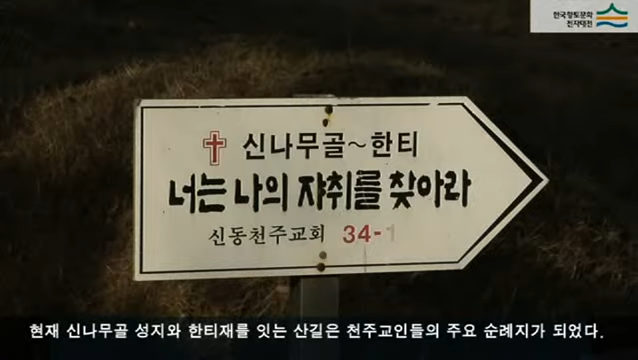 한국향토문화
전자대전
신나무골~한티
너는 나의 쟈취를 찾아라
신동천주교회 34-1
현재 신나무골 성지와 한티재를 잇는 산길은 천주교인들의 주요 순례지가 되었다.